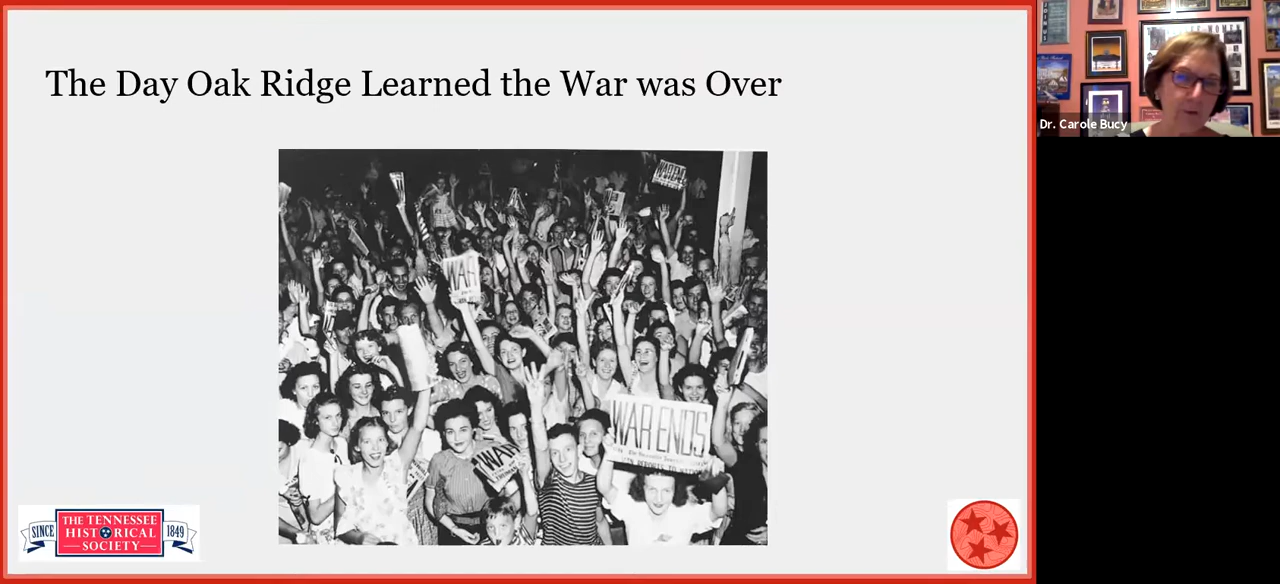 The Day Oak Ridge Learned the War was Over
Dr. Carole Bucy
WAR
WAR ENDS
WAR
SINCE
THE TENNESSEE
HISTORICAL
SOCIETY
1849